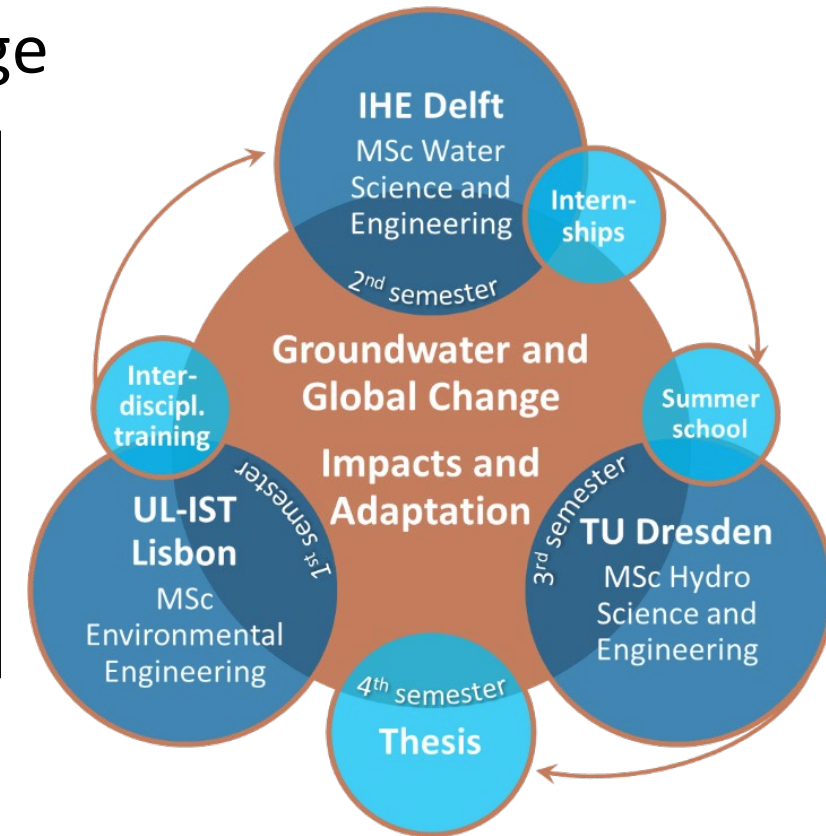 ge
IHE Delft
MSc Water
Science and
Engineering
2nd semester
Intern-
ships
Groundwater and
Global Change
Impacts and
Adaptation
Inter-
discipl.
training
Summer
school
UL-IST
Lisbon
MSc
Environmental
Engineering
1st semester
3rd semester
TU Dresden
MSc Hydro
Science and
Engineering
4th semester
Thesis